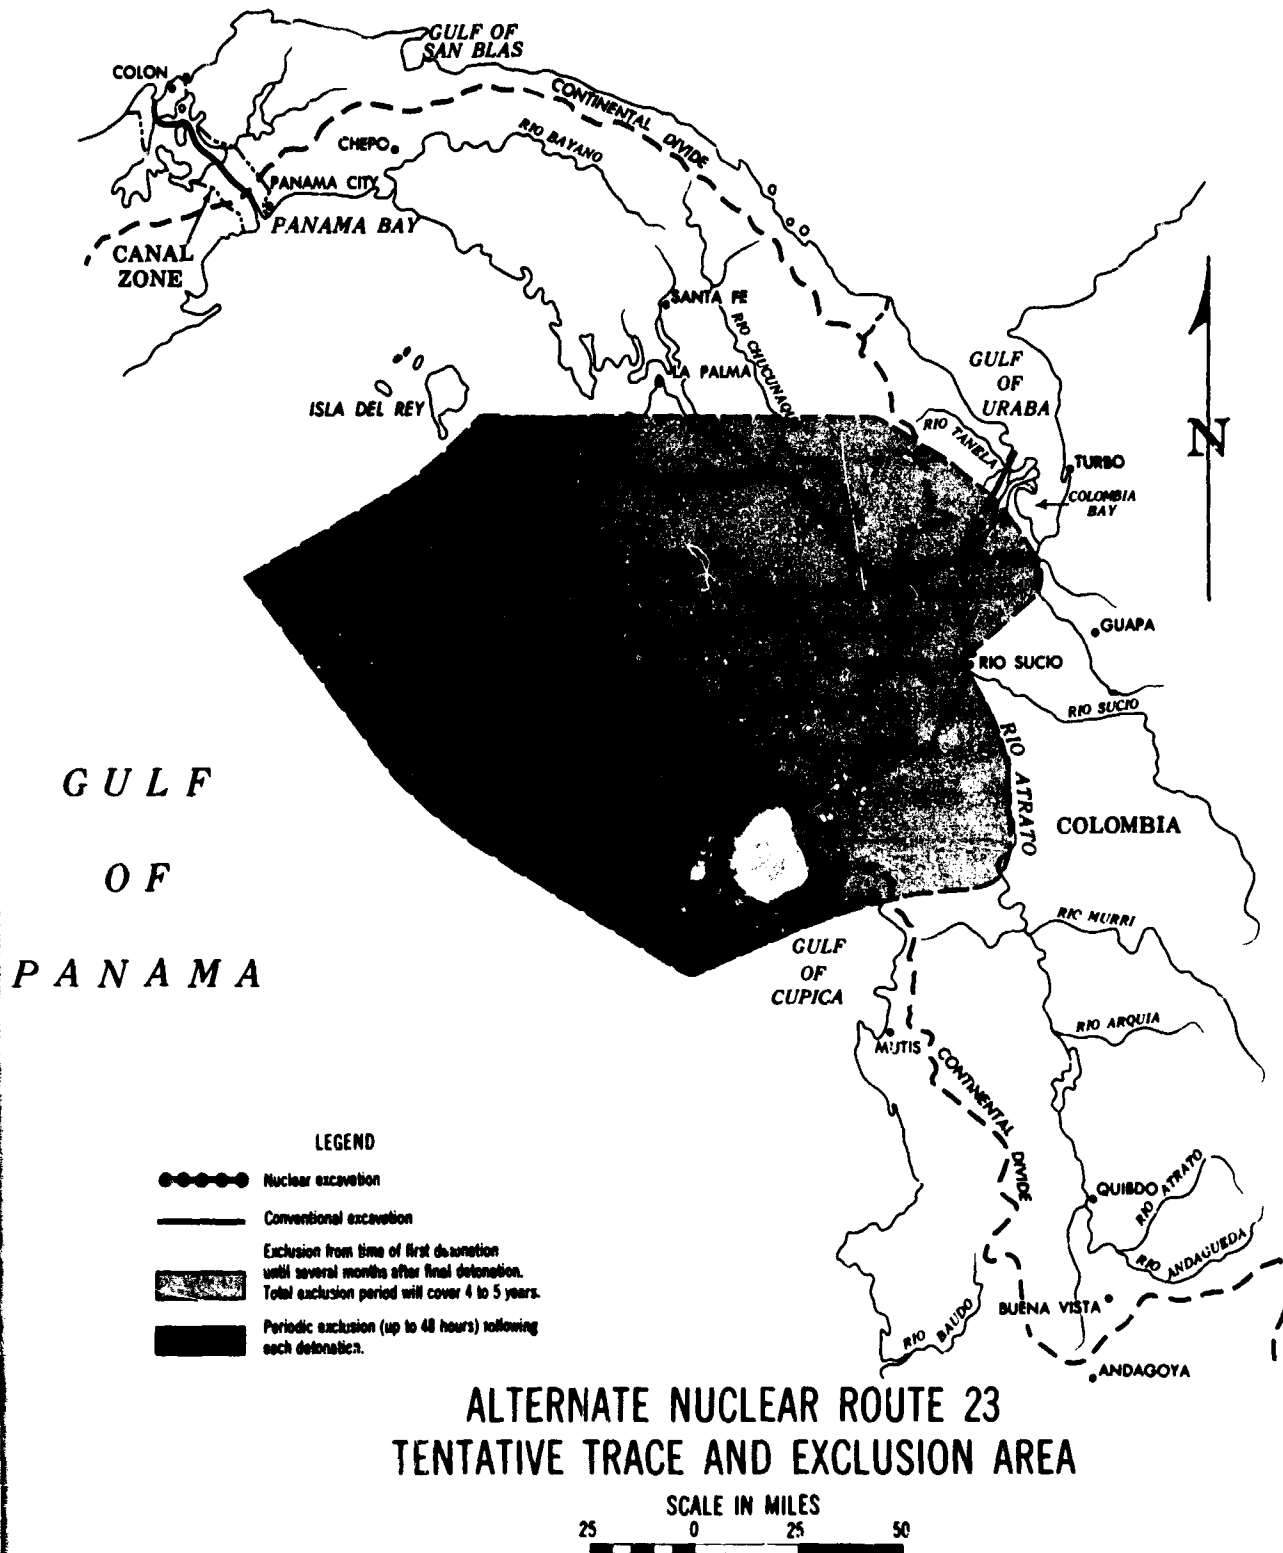 GULF OF
SAN BLAS
COLON
CONTINENTAL DIVIDE
CHEPO
RIO BAYANO
PANAMA CITY
PANAMA BAY
CANAL
ZONE
SANTA FE
RIO CHUCUNAQU
LA PALMA
ISLA DEL REY
GULF
OF
URABA
RIO TANELA
N
TURBO
COLOMBIA
BAY
GUAPA
RIO SUCIO
RIO SUCIO
RIO ATRATO
COLOMBIA
GULF
OF
PANAMA
RIO MURRI
GULF
OF
CUPICA
RIO ARQUIA
MUTIS
CONTINENTAL DIVIDE
QUIBDO
RIO ATRATO
RIO ANDAGUEDA
BUENA VISTA
RIO BAUDO
ANDAGOYA
LEGEND
Nuclear excavation
Conventional excavation
Exclusion from time of first detonation
until several months after final detonation.
Total exclusion period will cover 4 to 5 years.
Periodic exclusion (up to 48 hours) following
each detonation.
ALTERNATE NUCLEAR ROUTE 23
TENTATIVE TRACE AND EXCLUSION AREA
SCALE IN MILES
25 0 25 50